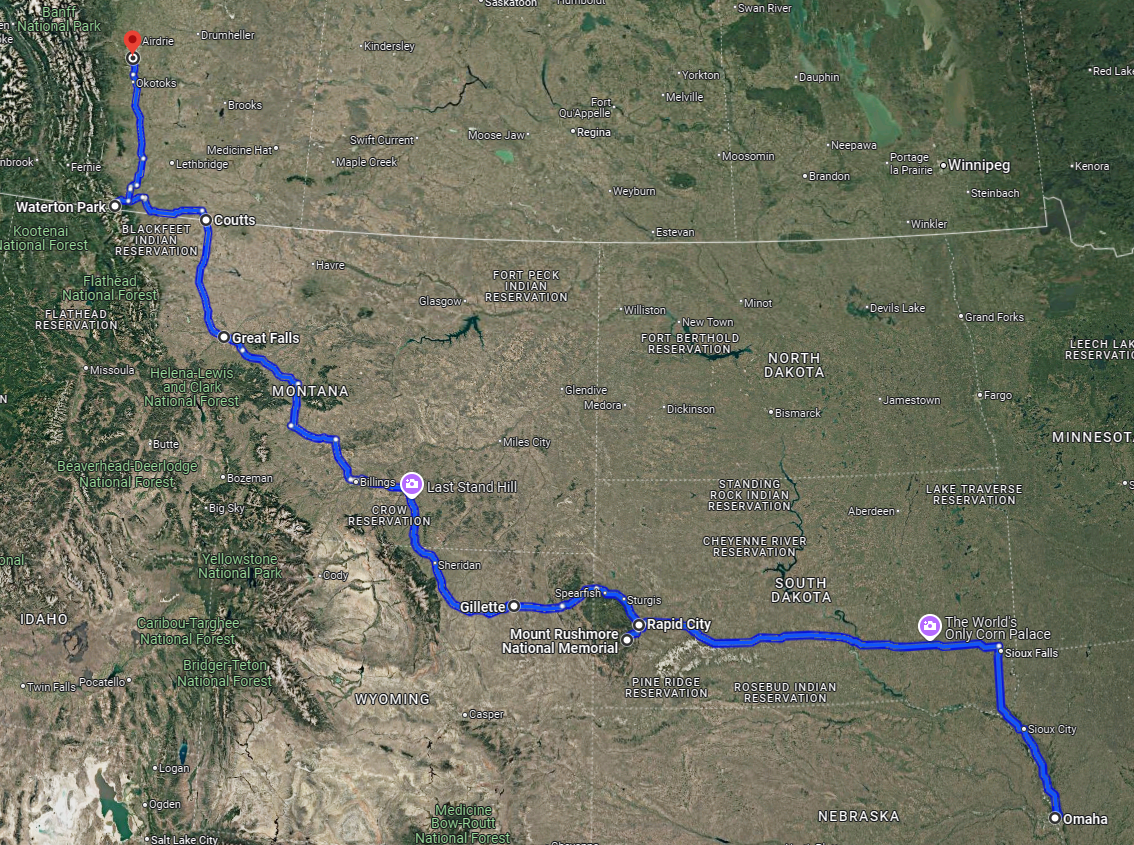 Banff
National Park
Airdrie
Drumheller
Kindersley
Saskatoon
Humboldt
Swan River
Okotoks
Brooks
Yorkton
Melville
Dauphin
Red Lake
Fort
Qu'Appelle
Moose Jaw
Regina
Swift Current
Medicine Hat
Maple Creek
Lethbridge
Fernie
nbrook
Moosomin
Neepawa
Portage
la Prairie
Winnipeg
Brandon
Steinbach
Kenora
Weyburn
Winkler
Estevan
Waterton Park
Coutts
BLACKFEET
INDIAN
RESERVATION
Kootenai
National Forest
Flathead
National Forest
FLATHEAD
RESERVATION
Havre
FORT PECK
INDIAN
RESERVATION
Glasgow
Williston
Minot
New Town
FORT BERTHOLD
RESERVATION
Devils Lake
Grand Forks
LEECH LAK
RESERVATIO
Great Falls
Missoula
Helena-Lewis
and Clark
National Forest
MONTANA
Glendive
Medora
Dickinson
NORTH
DAKOTA
Bismarck
Jamestown
Fargo
MINNESOTA
Butte
Miles City
Beaverhead-Deerlodge
National Forest
Bozeman
Billings
Last Stand Hill
CROW
RESERVATION
Big Sky
STANDING
ROCK INDIAN
RESERVATION
LAKE TRAVERSE
RESERVATION
Aberdeen
CHEYENNE RIVER
RESERVATION
Yellowstone
National Park
Cody
Sheridan
SOUTH
DAKOTA
IDAHO
Caribou-Targhee
National Forest
Gillette
Spearfish
Sturgis
Rapid City
Mount Rushmore
National Memorial
The World's
Only Corn Palace
Sioux Falls
Bridger-Teton
National Forest
Twin Falls
Pocatello
WYOMING
PINE RIDGE
RESERVATION
ROSEBUD INDIAN
RESERVATION
Casper
Sioux City
Logan
Ogden
Salt Lake City
Medicine
Bow-Routt
National Forest
NEBRASKA
Omaha